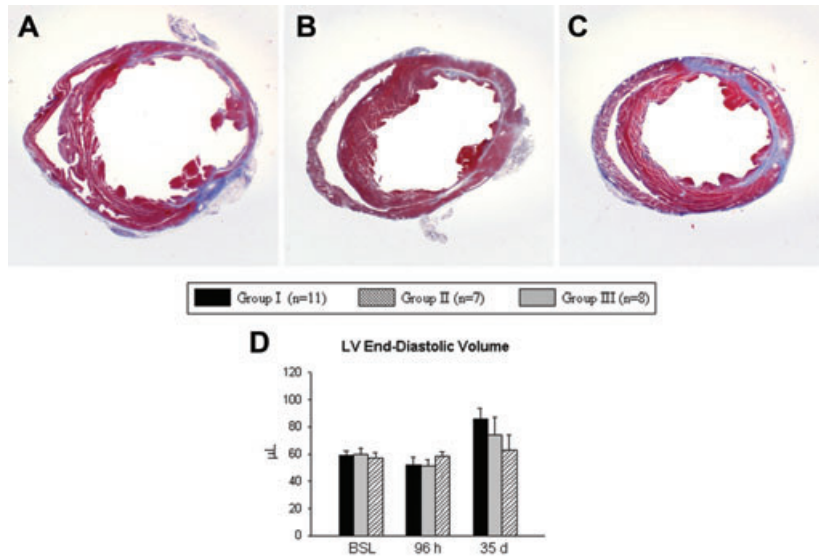 A B C
Group I (n=11) Group II (n=7) Group III (n=8)
D
LV End-Diastolic Volume
120
100
80
60
40
20
0
µL
BSL 96 h 35 d